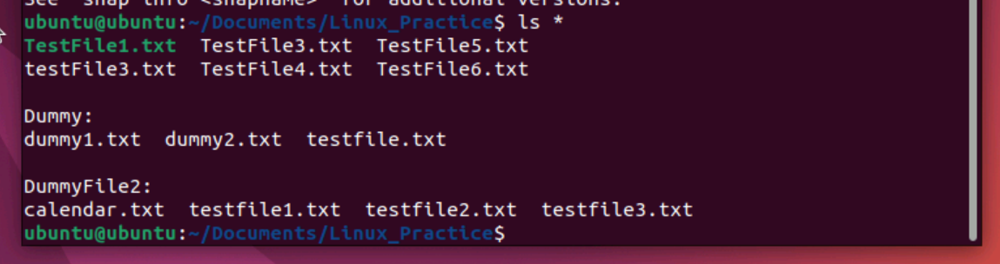 See 'snap info <snapname>' for additional versions.
ubuntu@ubuntu:~/Documents/Linux_Practice$ ls *
TestFile1.txt  TestFile3.txt  TestFile5.txt
testFile3.txt  TestFile4.txt  TestFile6.txt

Dummy:
dummy1.txt  dummy2.txt  testfile.txt

DummyFile2:
calendar.txt  testfile1.txt  testfile2.txt  testfile3.txt
ubuntu@ubuntu:~/Documents/Linux_Practice$